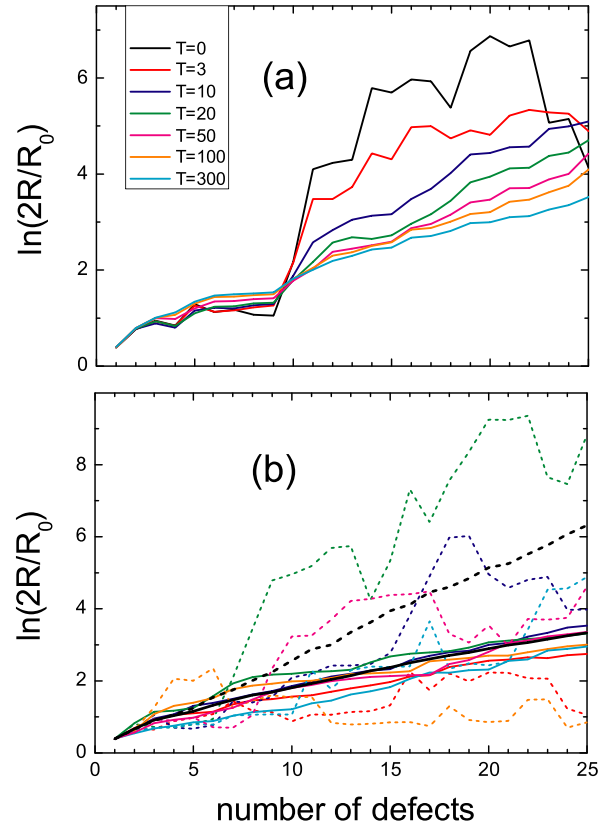 (a)
T=0
T=3
T=10
T=20
T=50
T=100
T=300
6
4
2
0
ln(2R/R0)
(b)
10
8
6
4
2
0
ln(2R/R0)
0 5 10 15 20 25
number of defects